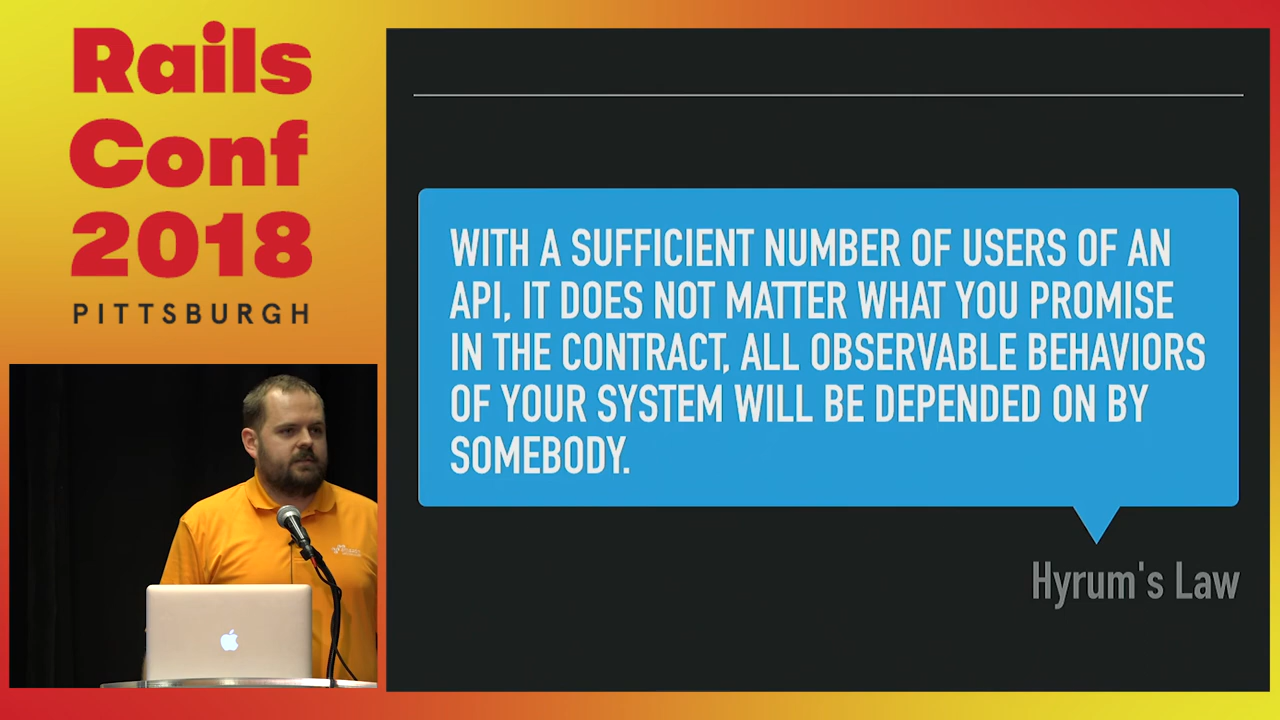 Rails
Conf
2018
PITTSBURGH
WITH A SUFFICIENT NUMBER OF USERS OF AN
API, IT DOES NOT MATTER WHAT YOU PROMISE
IN THE CONTRACT, ALL OBSERVABLE BEHAVIORS
OF YOUR SYSTEM WILL BE DEPENDED ON BY
SOMEBODY.
Hyrum's Law